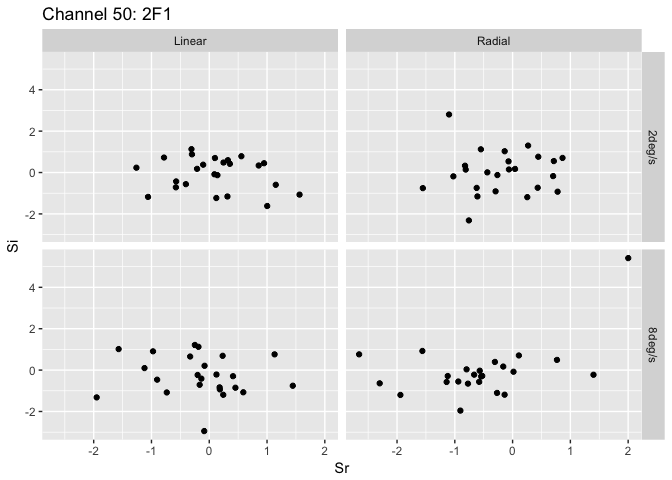 Channel 50: 2F1
Linear
Radial
4
2
0
-2
2deg/s
4
2
0
-2
8deg/s
-2 -1 0 1 2
-2 -1 0 1 2
Si
Sr